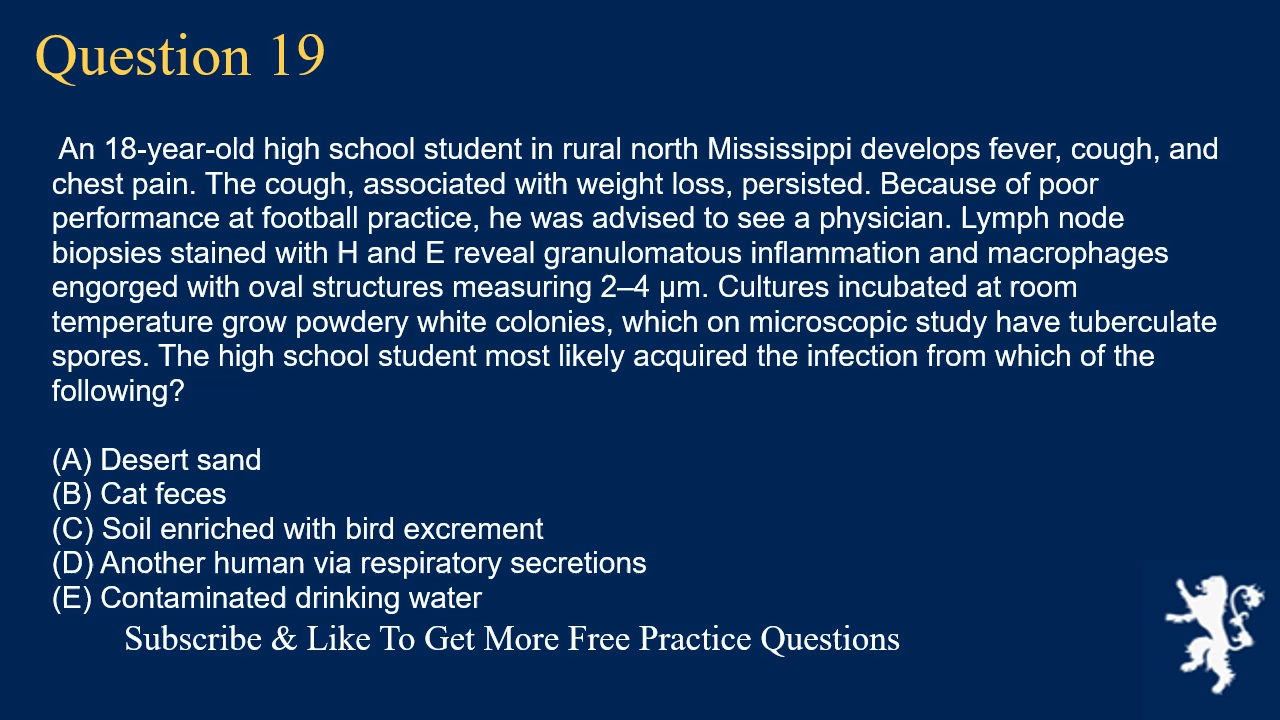 Question 19
An 18-year-old high school student in rural north Mississippi develops fever, cough, and
chest pain. The cough, associated with weight loss, persisted. Because of poor
performance at football practice, he was advised to see a physician. Lymph node
biopsies stained with H and E reveal granulomatous inflammation and macrophages
engorged with oval structures measuring 2–4 μm. Cultures incubated at room
temperature grow powdery white colonies, which on microscopic study have tuberculate
spores. The high school student most likely acquired the infection from which of the
following?
(A) Desert sand
(B) Cat feces
(C) Soil enriched with bird excrement
(D) Another human via respiratory secretions
(E) Contaminated drinking water
Subscribe & Like To Get More Free Practice Questions